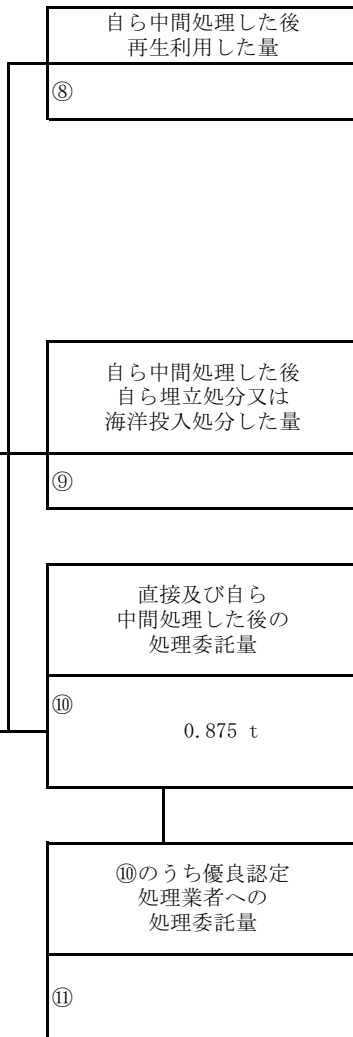 自ら中間処理した後
再生利用した量
⑧
自ら中間処理した後
自ら埋立処分又は
海洋投入処分した量
⑨
直接及び自ら
中間処理した後の
処理委託量
⑩
0.875 t
⑩のうち優良認定
処理業者への
処理委託量
⑪